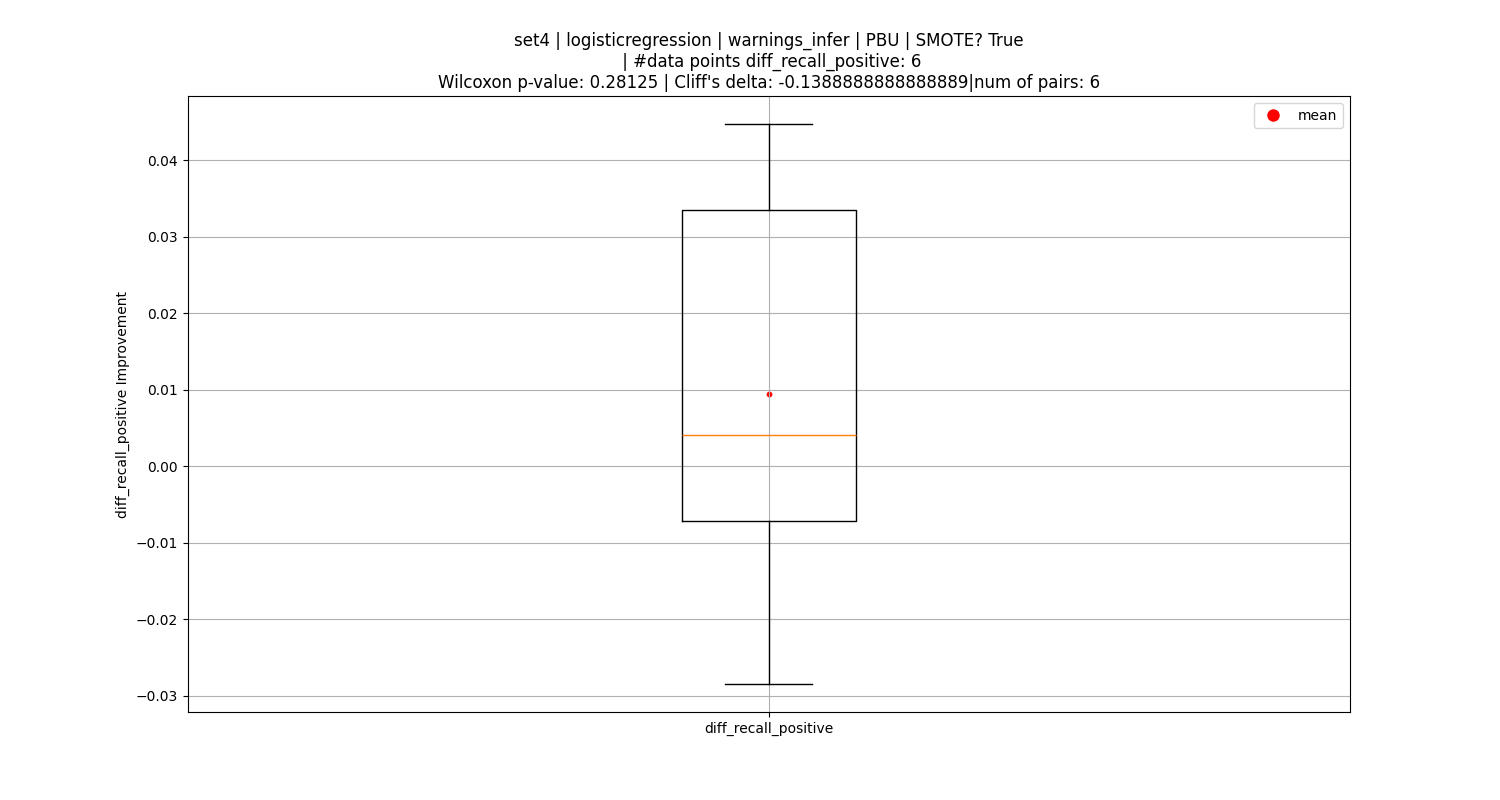 set4 | logisticregression | warnings_infer | PBU | SMOTE? True
| #data points diff_recall_positive: 6
Wilcoxon p-value: 0.28125 | Cliff's delta: -0.1388888888888889|num of pairs: 6
mean
0.04
0.03
0.02
0.01
0.00
−0.01
−0.02
−0.03
diff_recall_positive Improvement
diff_recall_positive